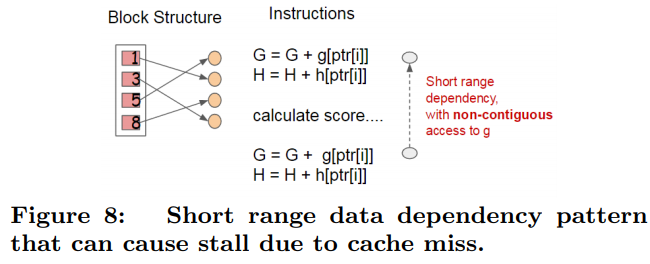 Block Structure
Instructions
1
3
5
8
G = G + g[ptr[i]]
H = H + h[ptr[i]]
calculate score....
G = G + g[ptr[i]]
H = H + h[ptr[i]]
Short range
dependency,
with non-contiguous
access to g
Figure 8: Short range data dependency pattern
that can cause stall due to cache miss.